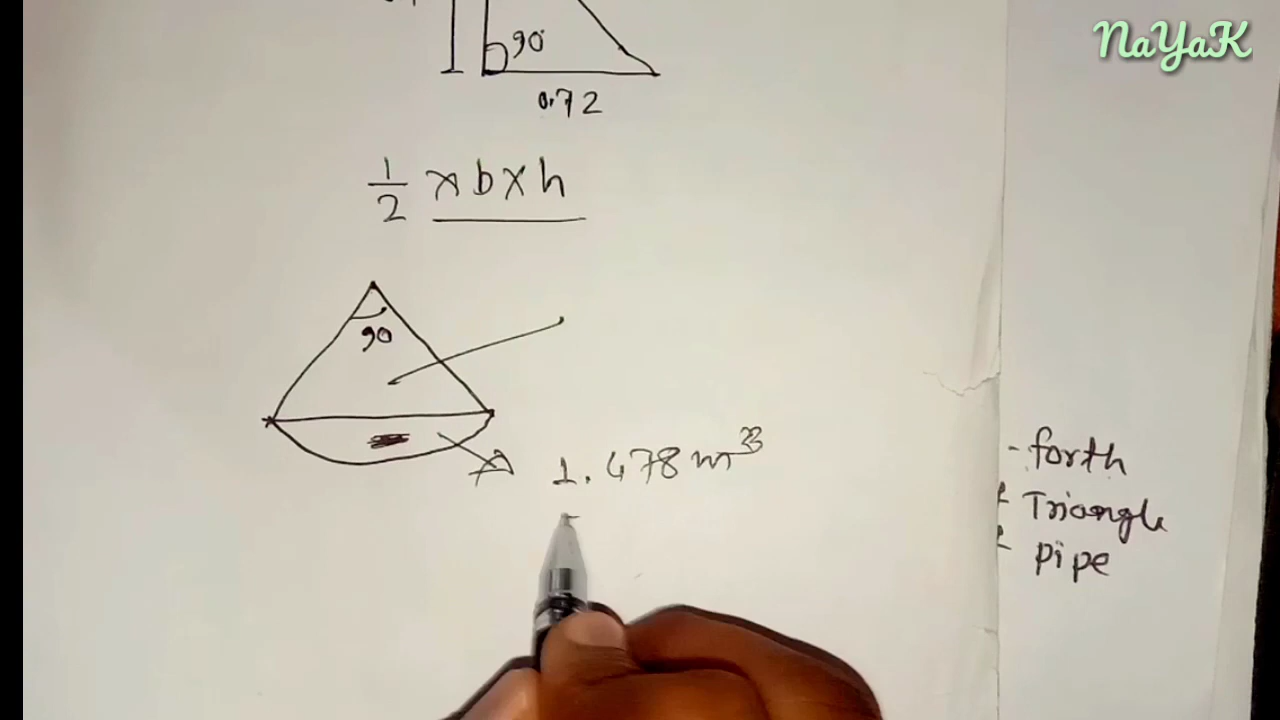 NaYaK
90°
0.72
1/2 x b x h
90
1.478 m³
- forth
Triangle
pipe